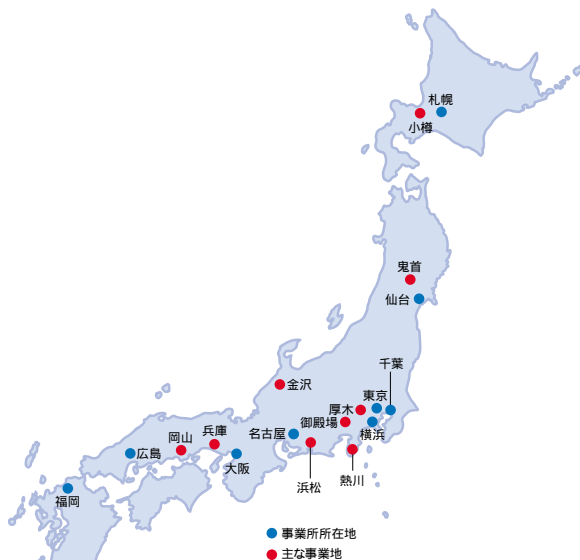 札幌
小樽
鬼首
仙台
千葉
金沢
東京
厚木
御殿場
横浜
名古屋
兵庫
岡山
広島
大阪
浜松
熱川
福岡
事業所所在地
主な事業地